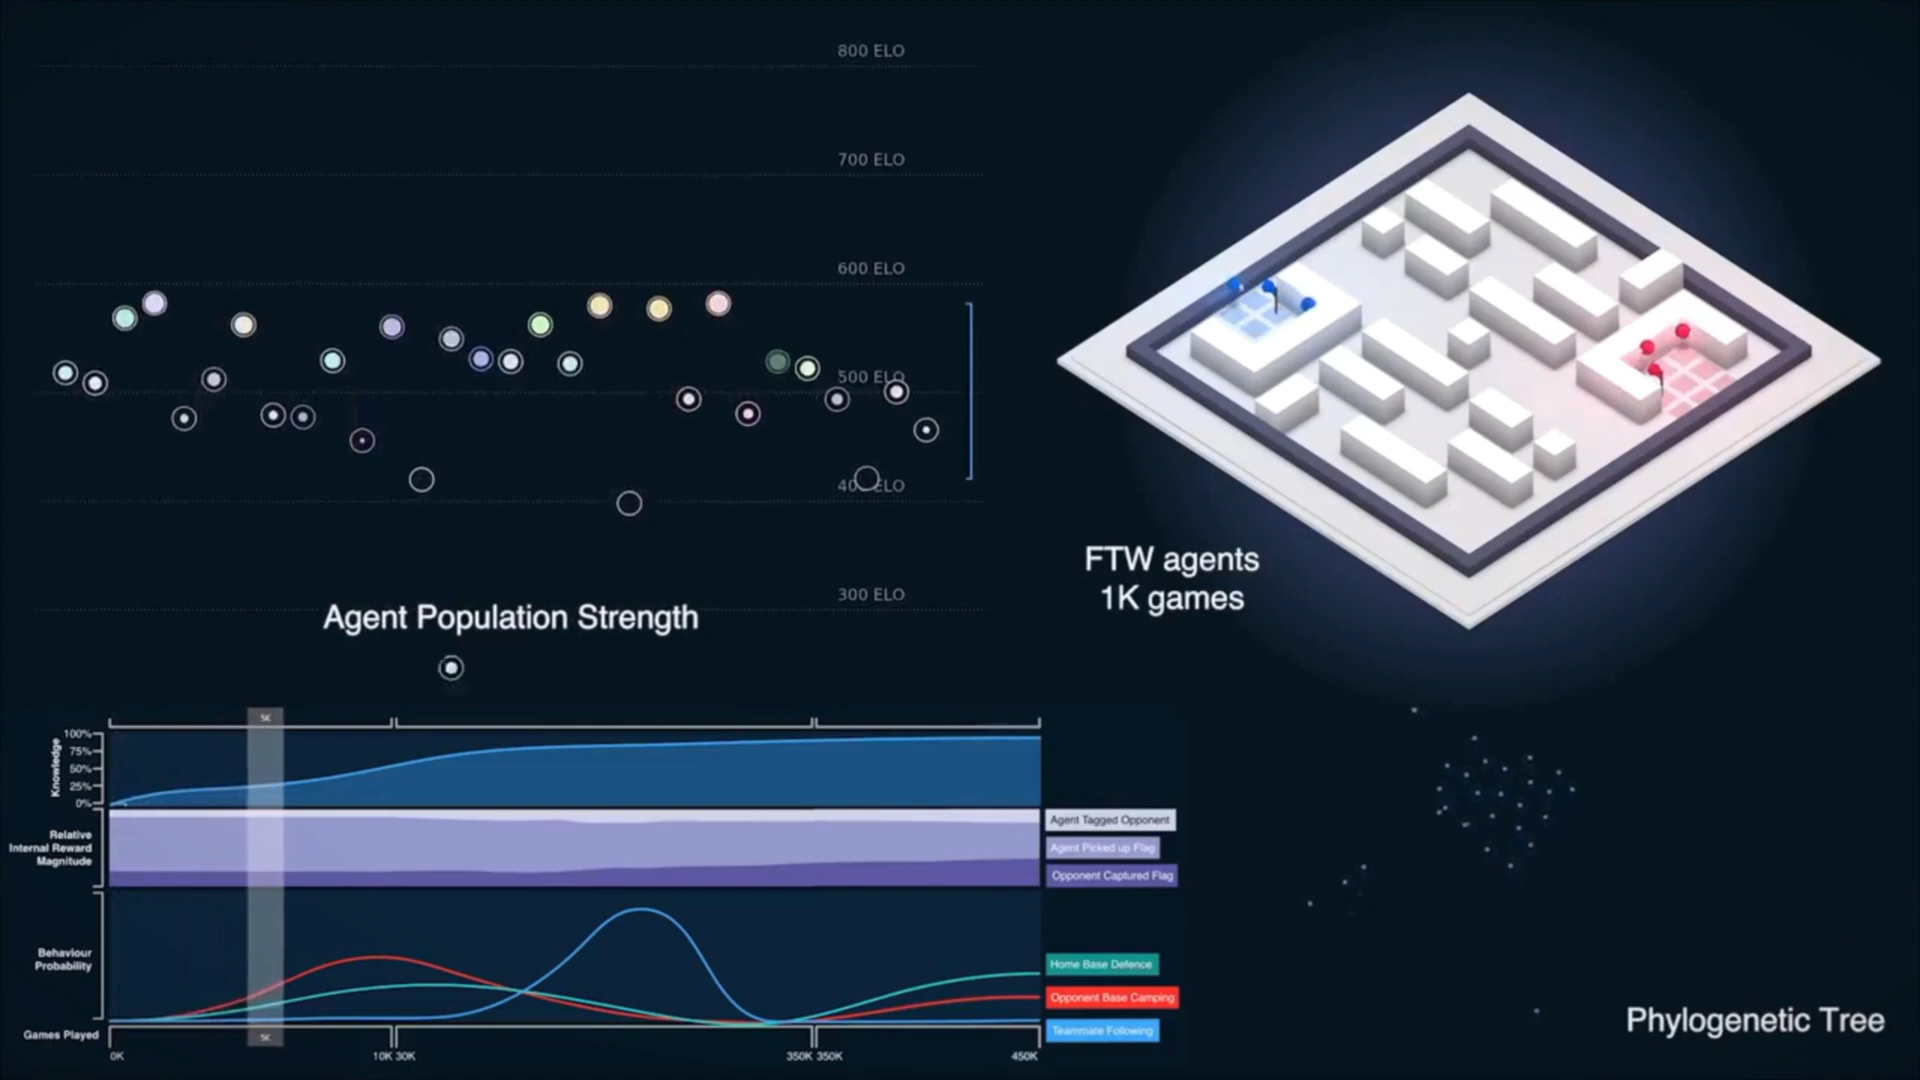 800 ELO
700 ELO
600 ELO
500 ELO
400 ELO
300 ELO
Agent Population Strength
FTW agents
1K games
5K
Knowledge
100%
75%
50%
25%
0%
Relative
Internal Reward
Magnitude
Agent Tagged Opponent
Agent Picked up Flag
Opponent Captured Flag
Behaviour
Probability
Home Base Defence
Opponent Base Camping
Teammate Following
Games Played
5K
0K
10K 30K
350K 350K
450K
Phylogenetic Tree